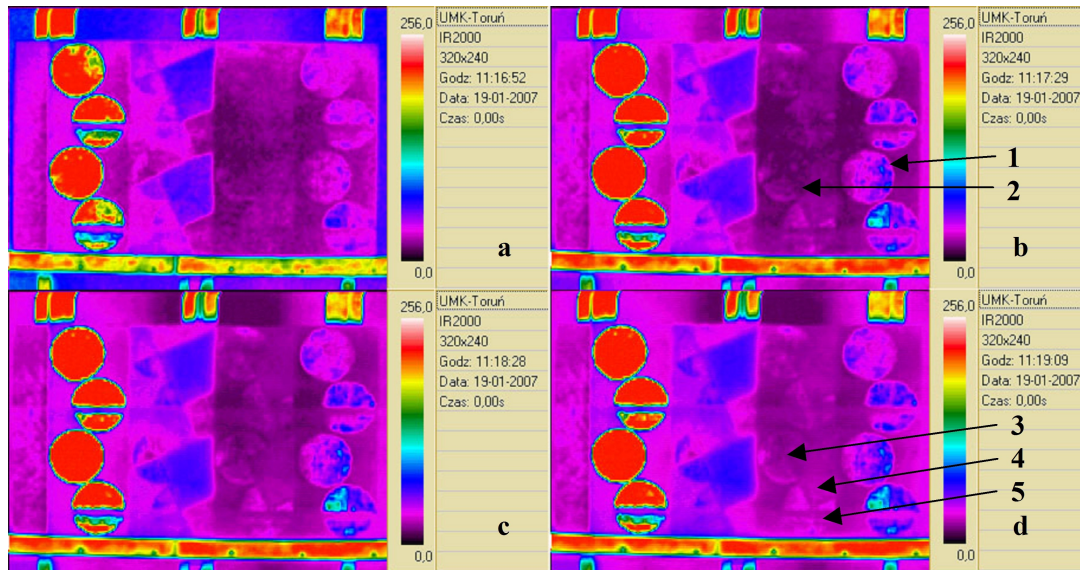 256,0
UMK-Toruń
IR2000
320x240
Godz: 11:16:52
Data: 19-01-2007
Czas: 0,00s
a
0,0
256,0
UMK-Toruń
IR2000
320x240
Godz: 11:17:29
Data: 19-01-2007
Czas: 0,00s
1
2
b
0,0
256,0
UMK-Toruń
IR2000
320x240
Godz: 11:18:28
Data: 19-01-2007
Czas: 0,00s
c
0,0
256,0
UMK-Toruń
IR2000
320x240
Godz: 11:19:09
Data: 19-01-2007
Czas: 0,00s
3
4
5
d
0,0